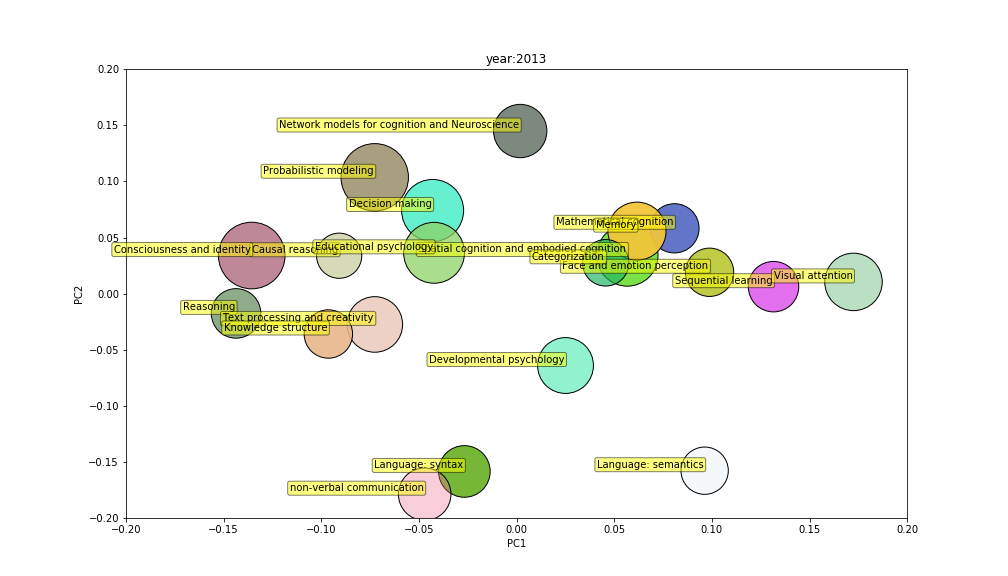 year:2013
0.20
0.15
0.10
0.05
0.00
−0.05
−0.10
−0.15
−0.20
PC2
Network models for cognition and Neuroscience
Probabilistic modeling
Decision making
Mathematical cognition
Memory
Consciousness and identity
Causal reasoning
Educational psychology
Spatial cognition and embodied cognition
Categorization
Face and emotion perception
Sequential learning
Visual attention
Reasoning
Text processing and creativity
Knowledge structure
Developmental psychology
Language: syntax
Language: semantics
non-verbal communication
−0.20 −0.15 −0.10 −0.05 0.00 0.05 0.10 0.15 0.20
PC1